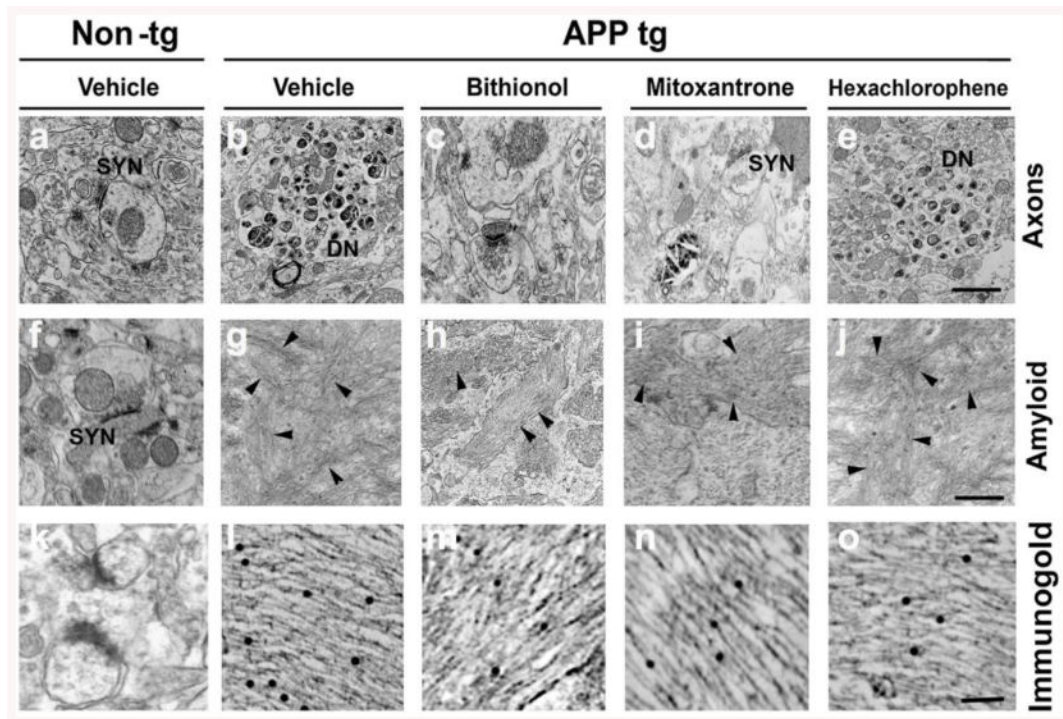 Non-tg APP tg
Vehicle Vehicle Bithionol Mitoxantrone Hexachlorophene
a b c d e
SYN DN SYN DN
Axons
f g h i j
SYN
Amyloid
k l m n o
Immunogold